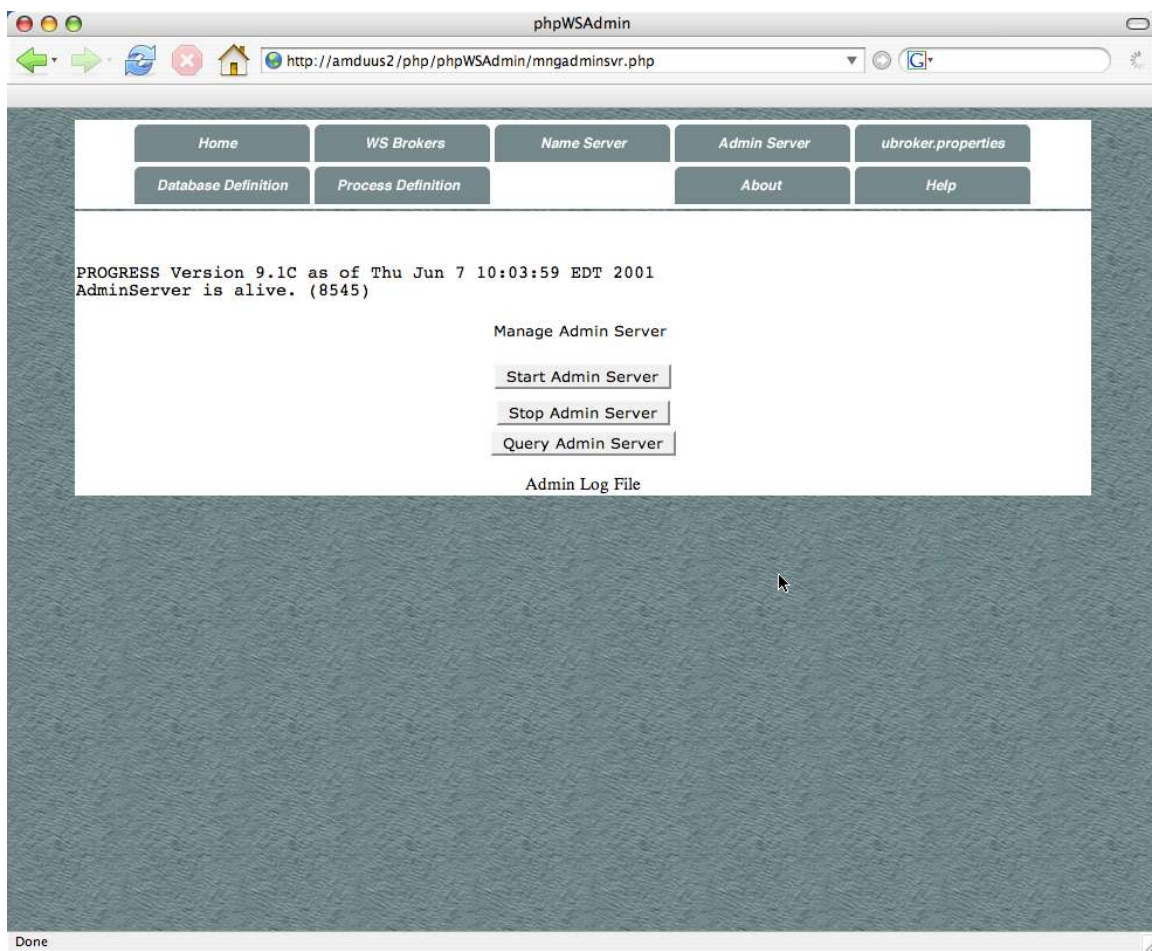 phpWSAdmin
http://amduus2/php/phpWSAdmin/mngadminsvr.php
G
Home
WS Brokers
Name Server
Admin Server
ubroker.properties
Database Definition
Process Definition
About
Help
PROGRESS Version 9.1C as of Thu Jun 7 10:03:59 EDT 2001
AdminServer is alive. (8545)
Manage Admin Server
Start Admin Server
Stop Admin Server
Query Admin Server
Admin Log File
Done